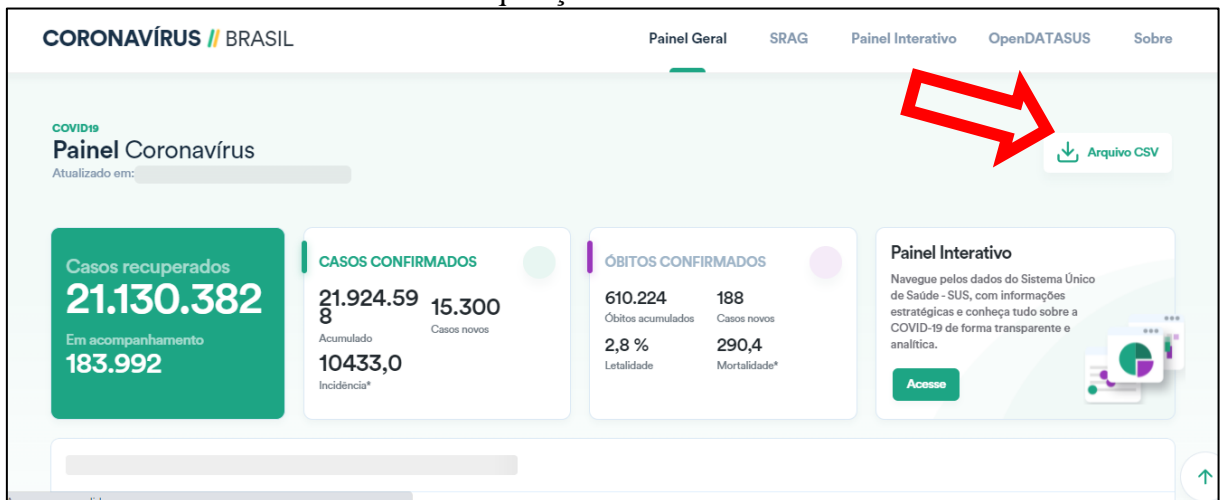 CORONAVÍRUS // BRASIL
Painel Geral SRAG Painel Interativo OpenDATASUS Sobre
COVID19
Painel Coronavírus
Atualizado em:
Arquivo CSV
Casos recuperados
21.130.382
Em acompanhamento
183.992
CASOS CONFIRMADOS
21.924.59
8
Acumulado
15.300
Casos novos
10433,0
Incidência*
ÓBITOS CONFIRMADOS
610.224
Óbitos acumulados
188
Casos novos
2,8 %
Letalidade
290,4
Mortalidade*
Painel Interativo
Navegue pelos dados do Sistema Único
de Saúde - SUS, com informações
estratégicas e conheça tudo sobre a
COVID-19 de forma transparente e
analítica.
Acesse